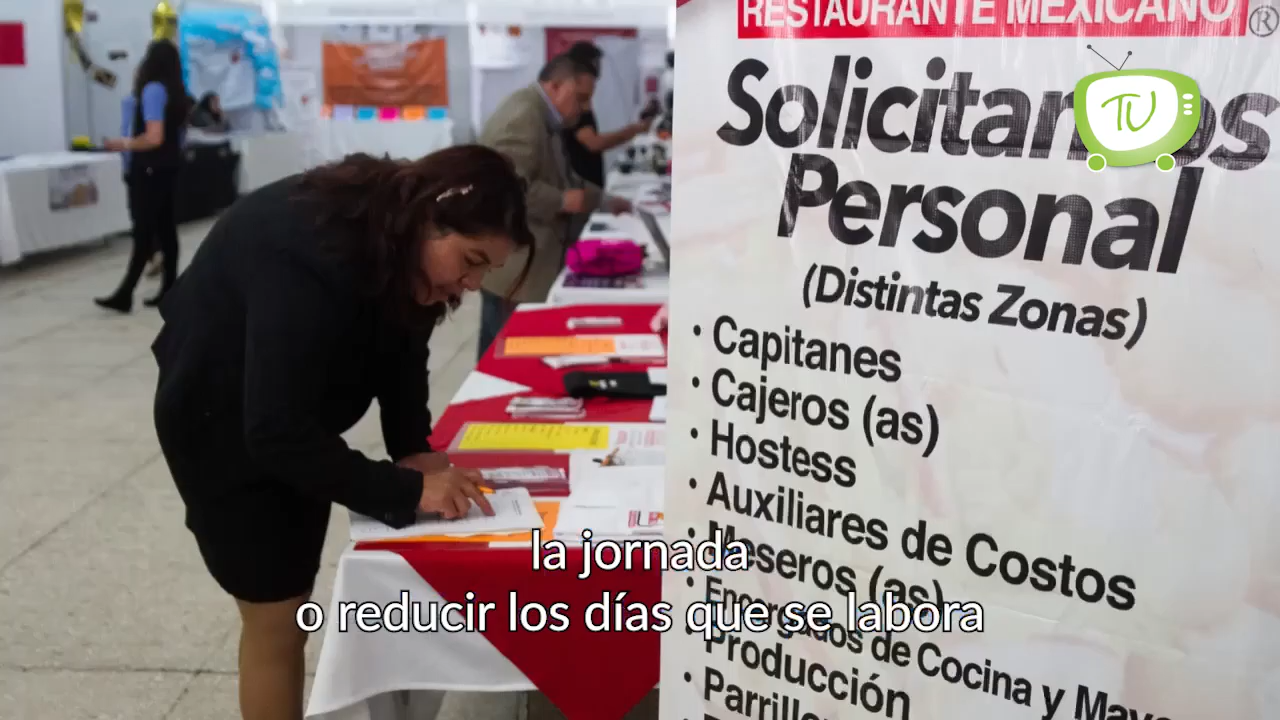 RESTAURANTE MEXICANO®
Solicitamos
TV
Personal
(Distintas Zonas)
• Capitanes
• Cajeros (as)
• Hostess
• Auxiliares de Costos
• Meseros (as)
• Encargados de Cocina y
Producción
la jornada
o reducir los días que se labora